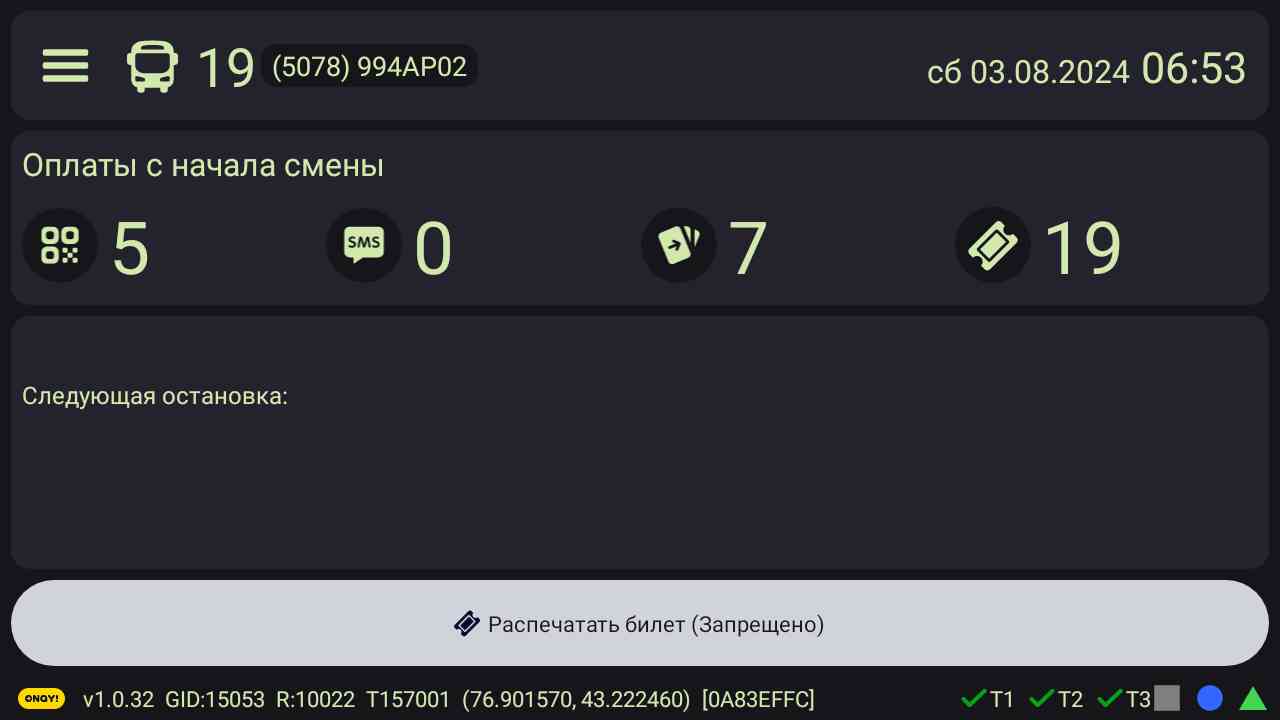 19 (5078) 994AP02 сб 03.08.2024 06:53
Оплаты с начала смены
5 SMS 0 7 19
Следующая остановка:
Распечатать билет (Запрещено)
ONAY! v1.0.32 GID:15053 R:10022 T157001 (76.901570, 43.222460) [0A83EFFC] T1 T2 T3